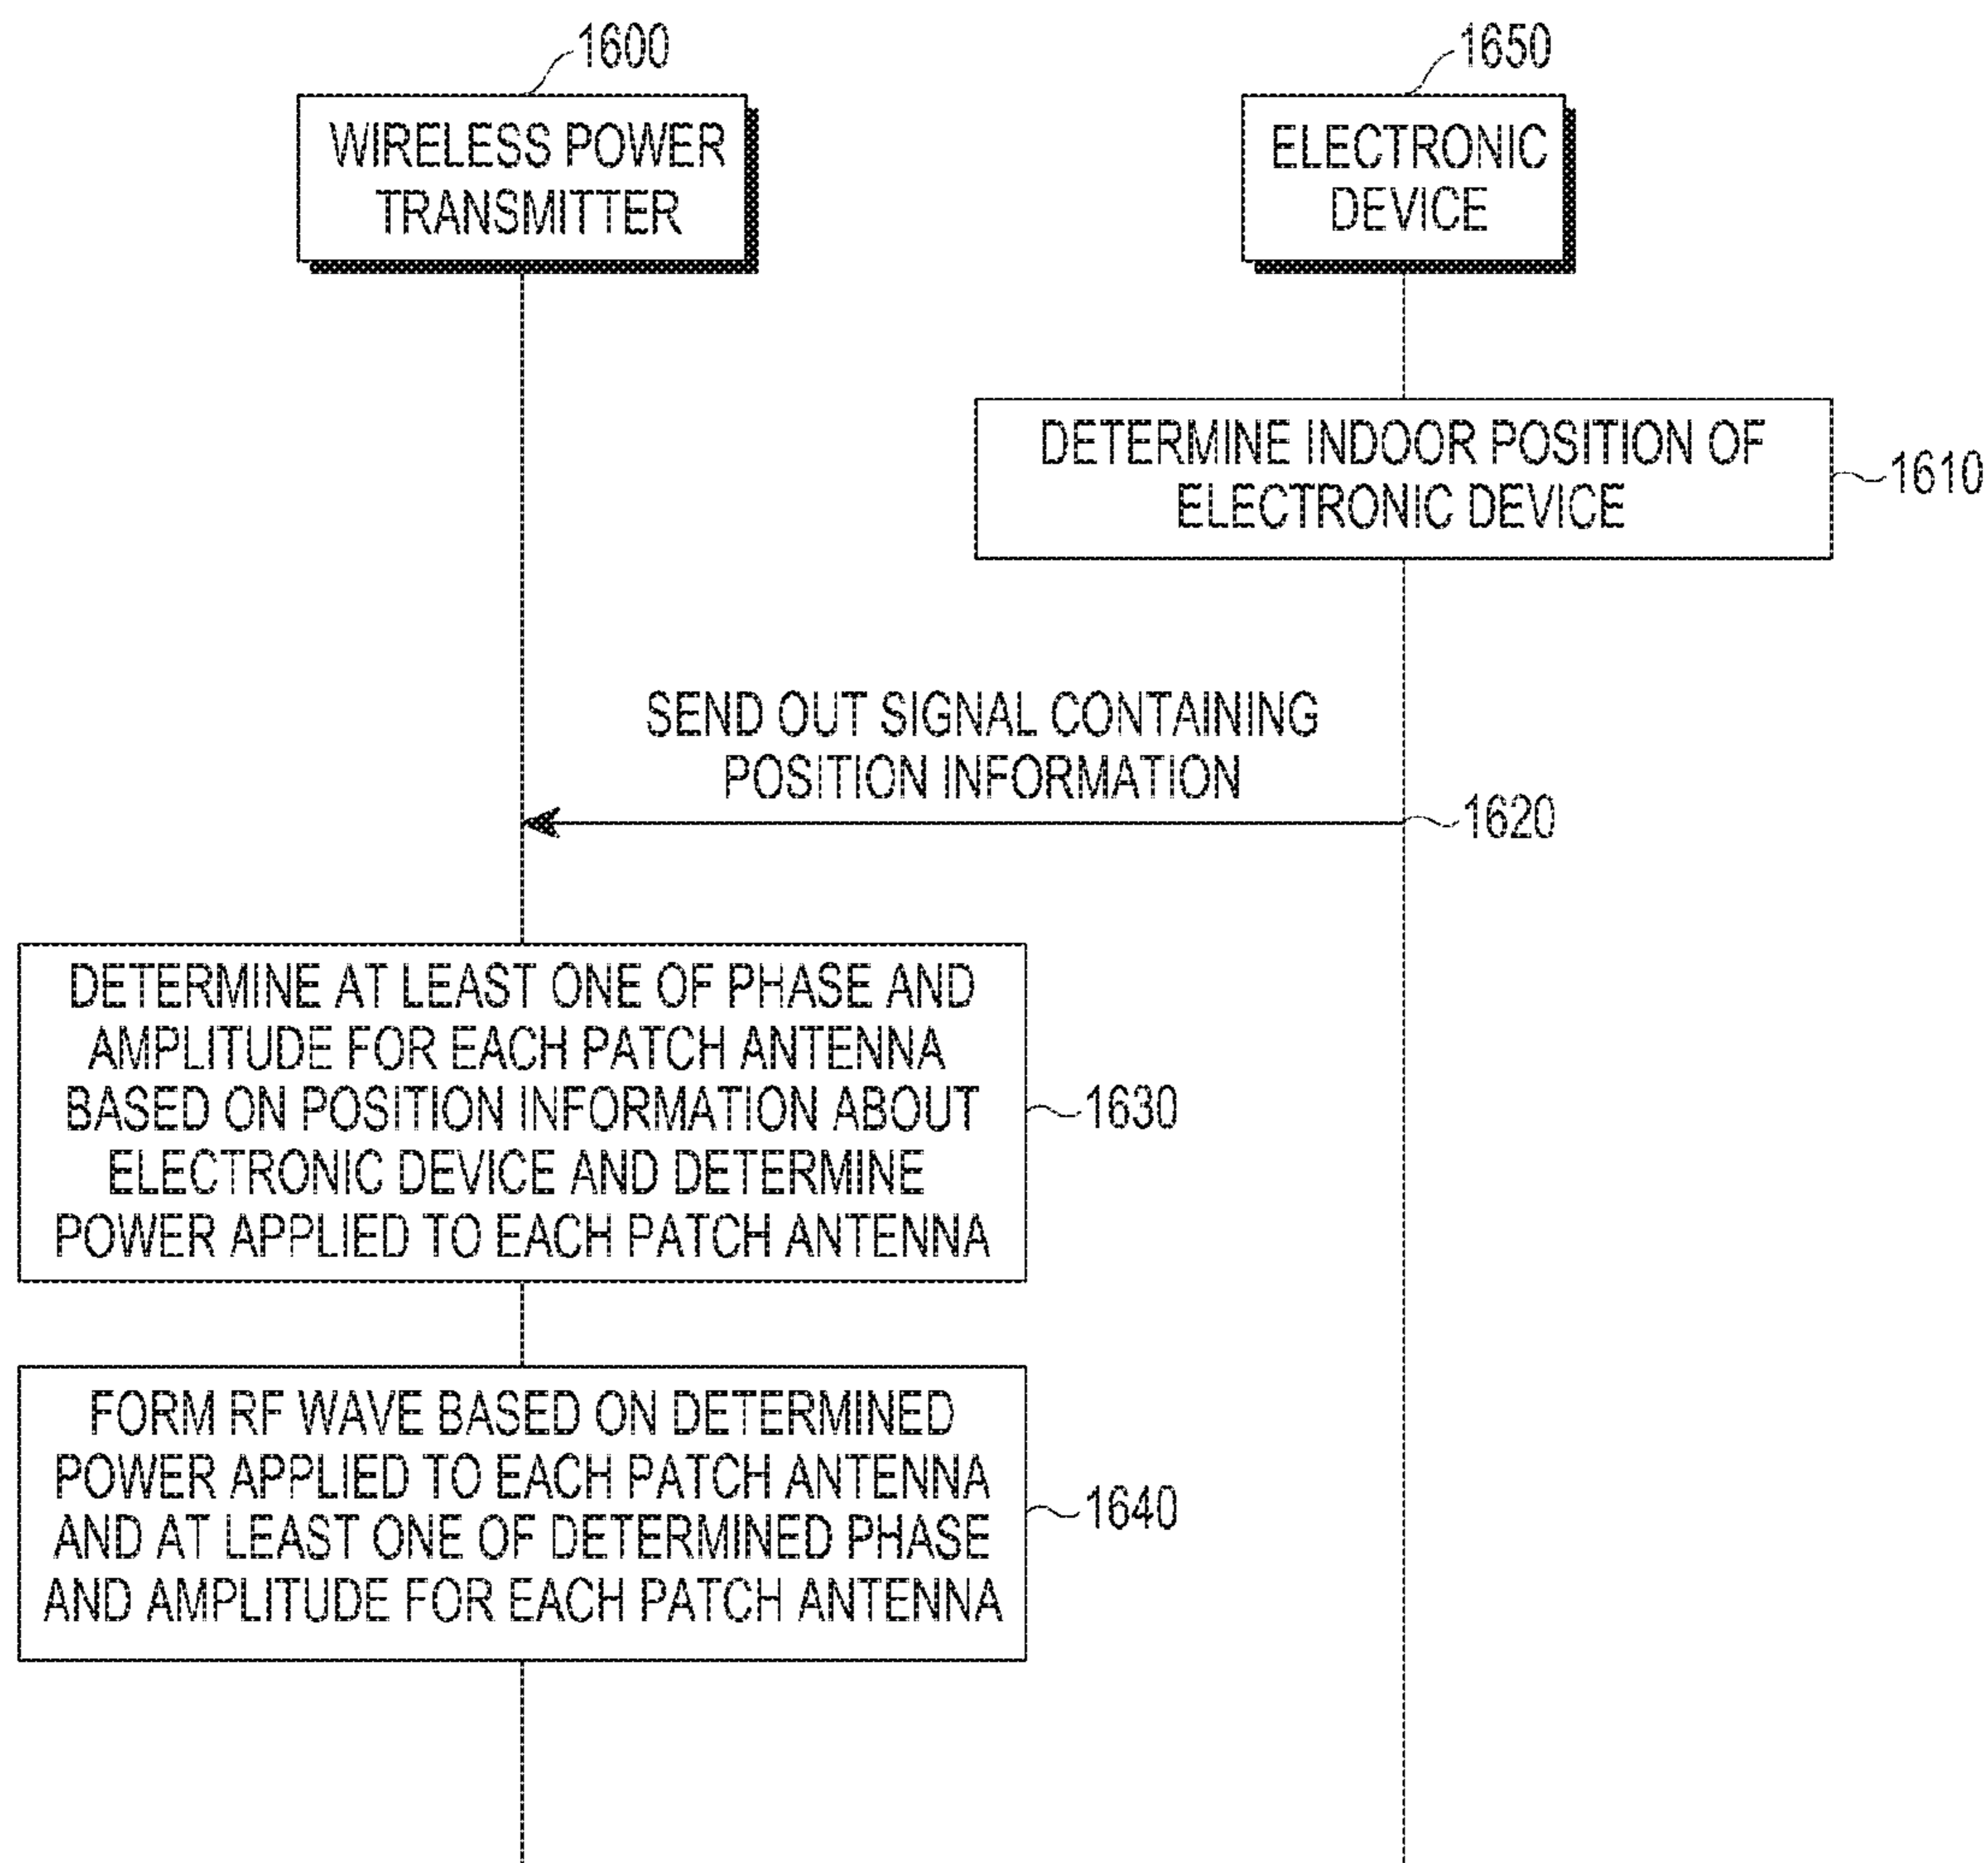 1600
1650
WIRELESS POWER
TRANSMITTER
ELECTRONIC
DEVICE
DETERMINE INDOOR POSITION OF
ELECTRONIC DEVICE
1610
SEND OUT SIGNAL CONTAINING
POSITION INFORMATION
1620
DETERMINE AT LEAST ONE OF PHASE AND
AMPLITUDE FOR EACH PATCH ANTENNA
BASED ON POSITION INFORMATION ABOUT
ELECTRONIC DEVICE AND DETERMINE
POWER APPLIED TO EACH PATCH ANTENNA
1630
FORM RF WAVE BASED ON DETERMINED
POWER APPLIED TO EACH PATCH ANTENNA
AND AT LEAST ONE OF DETERMINED PHASE
AND AMPLITUDE FOR EACH PATCH ANTENNA
1640